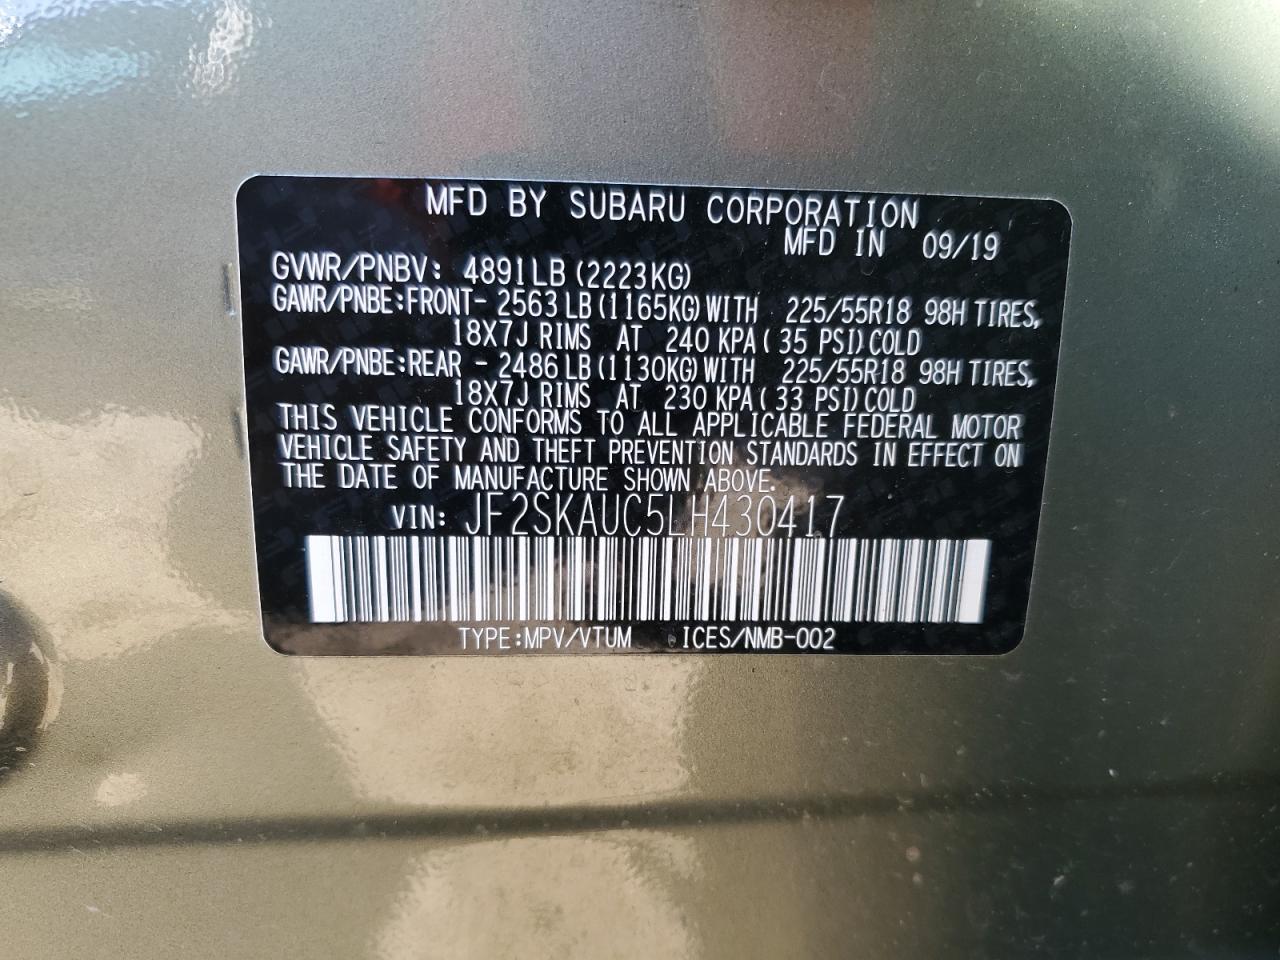 MFD BY SUBARU CORPORATION
MFD IN 09/19
GVWR/PNBV: 4891LB (2223KG)
GAWR/PNBE:FRONT- 2563 LB (1165KG) WITH 225/55R18 98H TIRES,
18X7J RIMS AT 240 KPA ( 35 PSI) COLD
GAWR/PNBE:REAR - 2486 LB (1130KG) WITH 225/55R18 98H TIRES,
18X7J RIMS AT 230 KPA ( 33 PSI) COLD
THIS VEHICLE CONFORMS TO ALL APPLICABLE FEDERAL MOTOR
VEHICLE SAFETY AND THEFT PREVENTION STANDARDS IN EFFECT ON
THE DATE OF MANUFACTURE SHOWN ABOVE.
VIN: JF2SKAUC5LH430417
TYPE:MPV/VTUM ICES/NMB-002